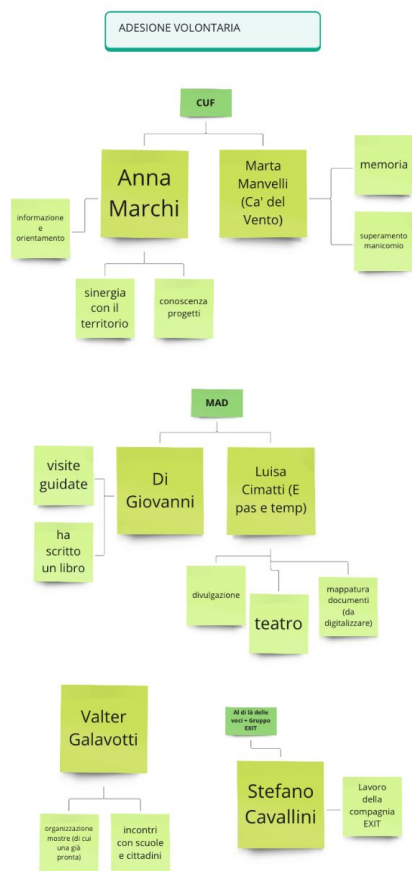 ADESIONE VOLONTARIA
CUF
Anna
Marchi
Marta
Manvelli
(Ca' del
Vento)
memoria
informazione
e
orientamento
superamento
manicomio
sinergia
con il
territorio
conoscenza
progetti
MAD
visite
guidate
Di
Giovanni
Luisa
Cimatti (E
pas e temp)
ha
scritto
un libro
divulgazione
teatro
mappatura
documenti
(da
digitalizzare)
Valter
Galavotti
organizzazione
mostre (di cui
una già
pronta)
incontri
con scuole
e cittadini
Al di là delle
voci + Gruppo
EXIT
Stefano
Cavallini
Lavoro
della
compagnia
EXIT